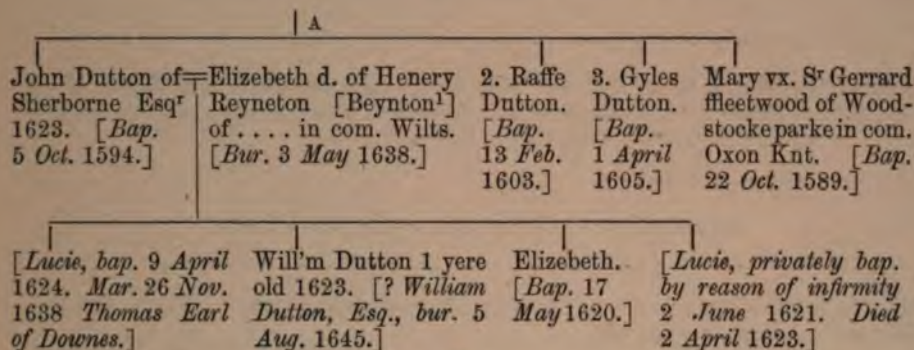 A
John Dutton of=Elizebeth d. of Henery
Sherborne Esqʳ Reyneton [Beynton¹]
1623. [Bap. of .... in com. Wilts.
5 Oct. 1594.] [Bur. 3 May 1638.]
2. Raffe
Dutton.
[Bap.
13 Feb.
1603.]
3. Gyles
Dutton.
[Bap.
1 April
1605.]
Mary vx. Sʳ Gerrard
ffleetwood of Wood-
stocke parke in com.
Oxon Knt. [Bap.
22 Oct. 1589.]
[Lucie, bap. 9 April
1624. Mar. 26 Nov.
1638 Thomas Earl
of Downes.]
Will'm Dutton 1 yere
old 1623. [? William
Dutton, Esq., bur. 5
Aug. 1645.]
Elizebeth.
[Bap. 17
May 1620.]
[Lucie, privately bap.
by reason of infirmity
2 June 1621. Died
2 April 1623.]